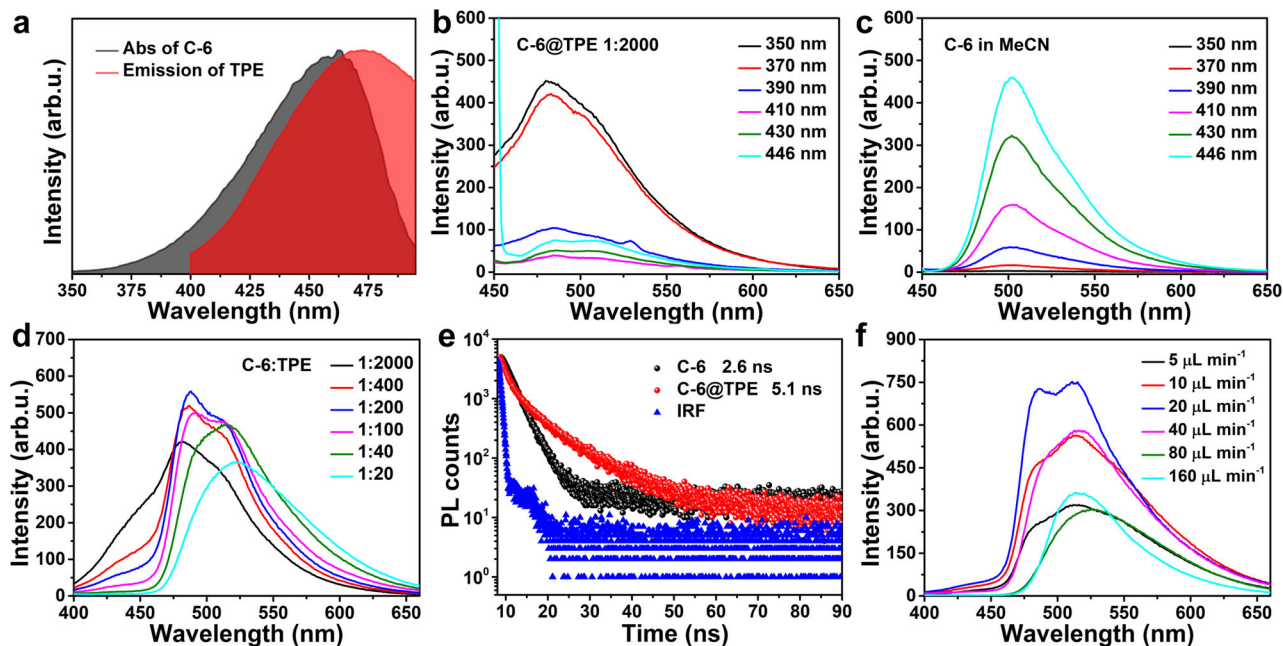 a
Abs of C-6
Emission of TPE
Intensity (arb.u.)
350 375 400 425 450 475
Wavelength (nm)
b
C-6@TPE 1:2000
350 nm
370 nm
390 nm
410 nm
430 nm
446 nm
Intensity (arb.u.)
600
500
400
300
200
100
0
450 500 550 600 650
Wavelength (nm)
c
C-6 in MeCN
350 nm
370 nm
390 nm
410 nm
430 nm
446 nm
Intensity (arb.u.)
600
500
400
300
200
100
0
450 500 550 600 650
Wavelength (nm)
d
C-6:TPE
1:2000
1:400
1:200
1:100
1:40
1:20
Intensity (arb.u.)
700
600
500
400
300
200
100
0
400 450 500 550 600 650
Wavelength (nm)
e
C-6 2.6 ns
C-6@TPE 5.1 ns
IRF
PL counts
10⁴
10³
10²
10¹
10⁰
10 20 30 40 50 60 70 80 90
Time (ns)
f
5 μL min⁻¹
10 μL min⁻¹
20 μL min⁻¹
40 μL min⁻¹
80 μL min⁻¹
160 μL min⁻¹
Intensity (arb.u.)
900
750
600
450
300
150
0
400 450 500 550 600 650
Wavelength (nm)